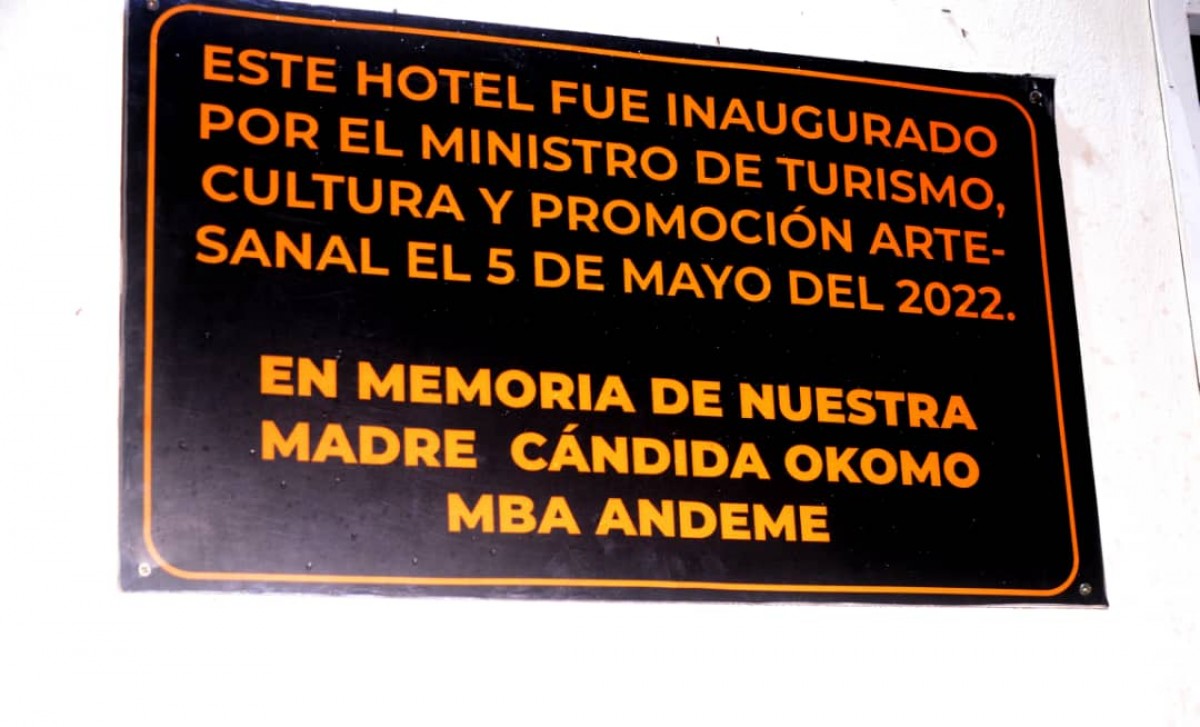 ESTE HOTEL FUE INAUGURADO
POR EL MINISTRO DE TURISMO,
CULTURA Y PROMOCIÓN ARTE-
SANAL EL 5 DE MAYO DEL 2022.
EN MEMORIA DE NUESTRA
MADRE CÁNDIDA OKOMO
MBA ANDEME